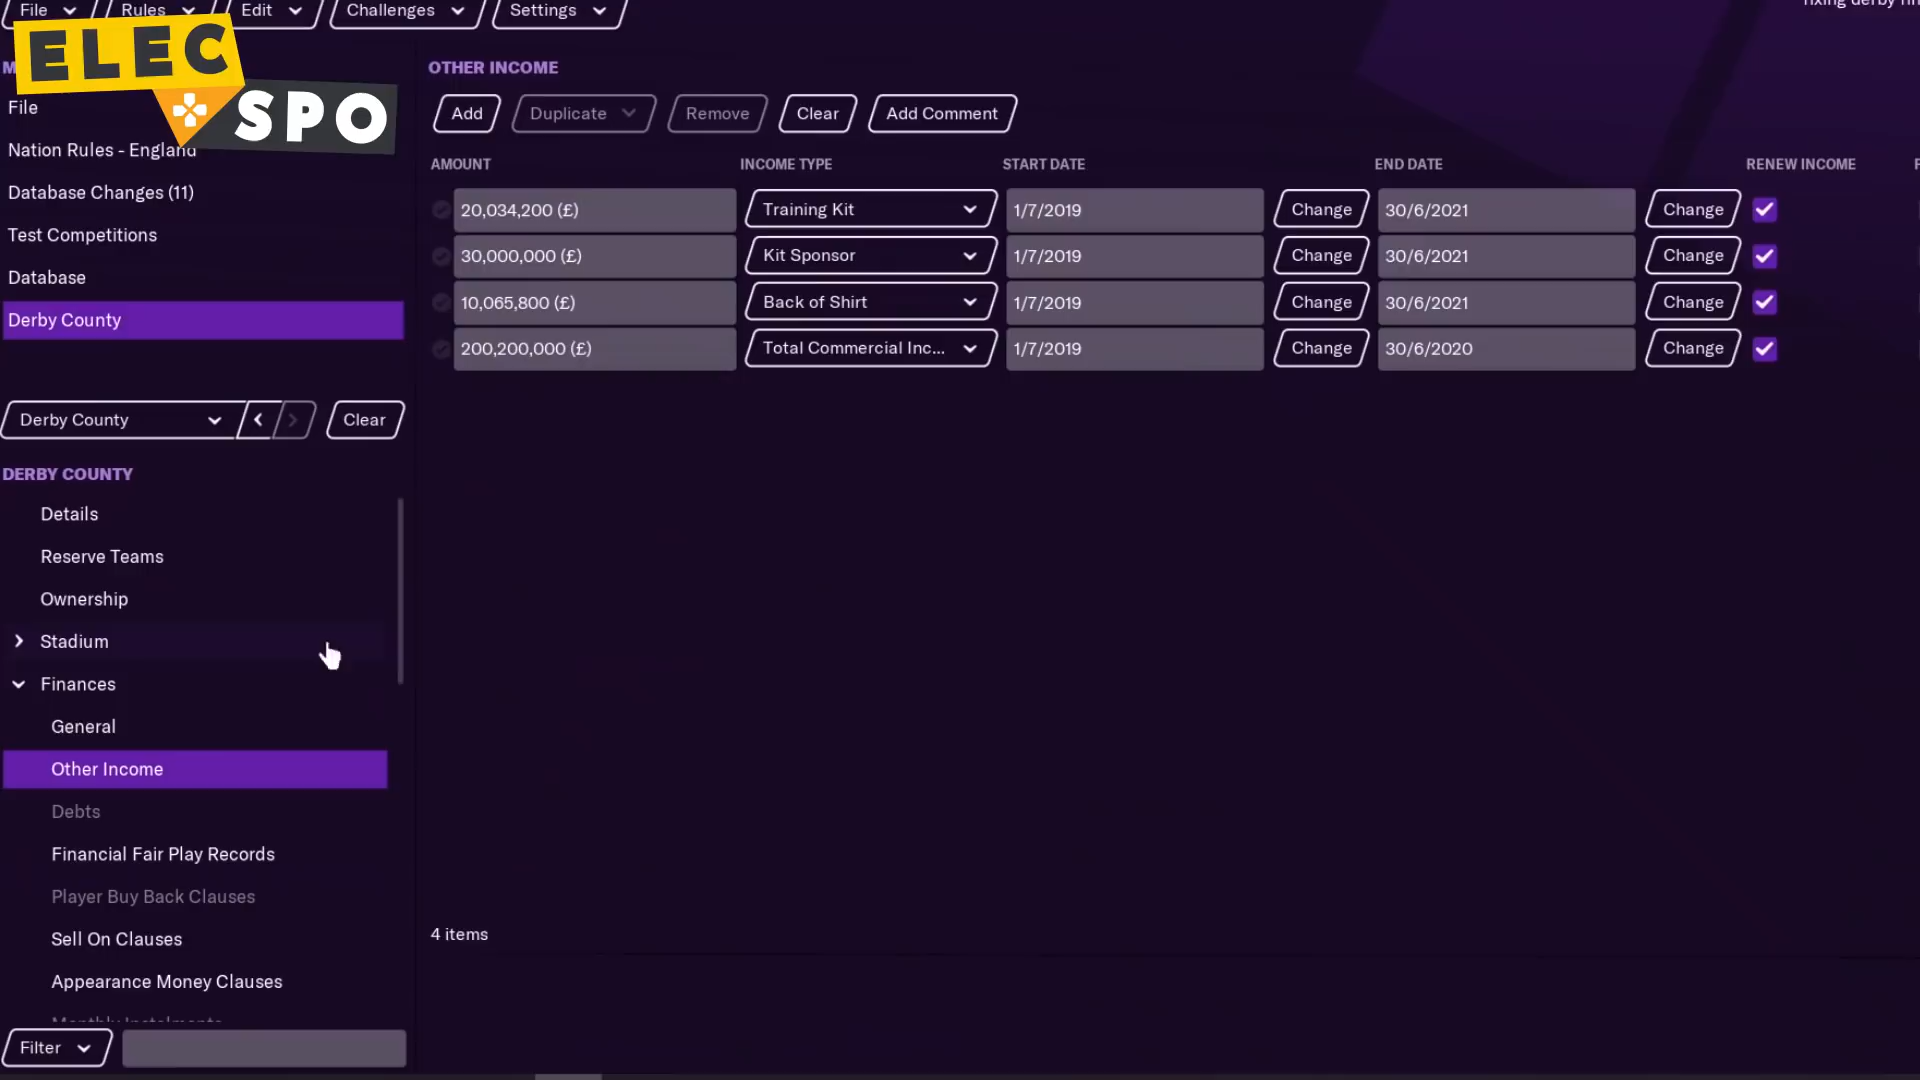 File Rules Edit Challenges Settings
ELEC
SPO
File
Nation Rules - England
Database Changes (11)
Test Competitions
Database
Derby County
Derby County Clear
DERBY COUNTY
Details
Reserve Teams
Ownership
Stadium
Finances
General
Other Income
Debts
Financial Fair Play Records
Player Buy Back Clauses
Sell On Clauses
Appearance Money Clauses
Filter
OTHER INCOME
Add Duplicate Remove Clear Add Comment
AMOUNT INCOME TYPE START DATE END DATE RENEW INCOME
20,034,200 (£) Training Kit 1/7/2019 Change 30/6/2021 Change
30,000,000 (£) Kit Sponsor 1/7/2019 Change 30/6/2021 Change
10,065,800 (£) Back of Shirt 1/7/2019 Change 30/6/2021 Change
200,200,000 (£) Total Commercial Inc... 1/7/2019 Change 30/6/2020 Change
4 items